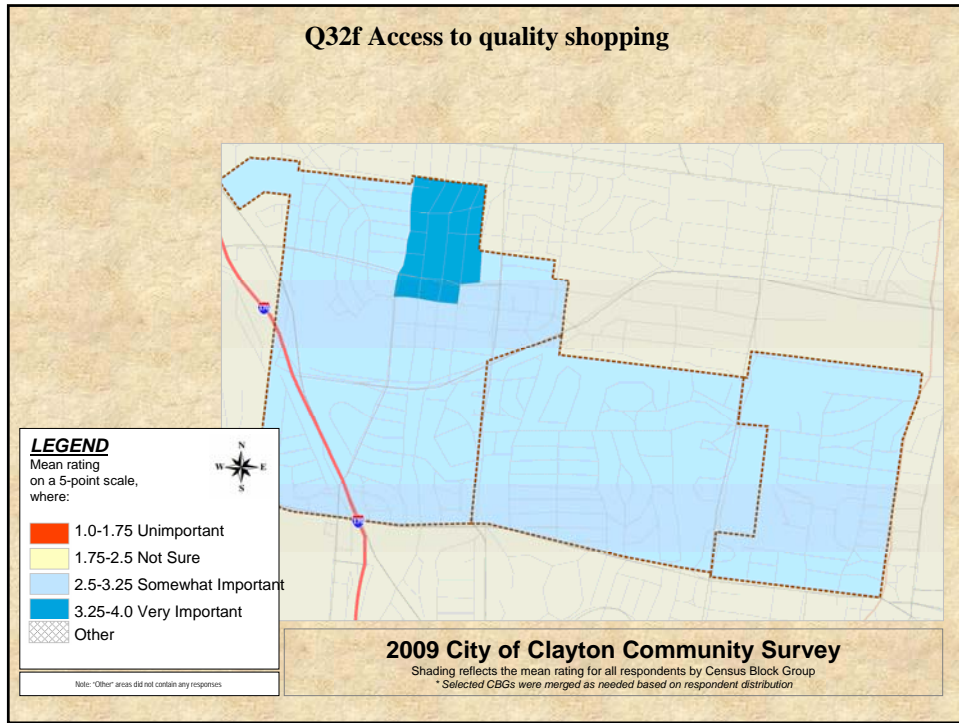 Q32f Access to quality shopping
LEGEND
Mean rating
on a 5-point scale,
where:
N
W E
S
1.0-1.75 Unimportant
1.75-2.5 Not Sure
2.5-3.25 Somewhat Important
3.25-4.0 Very Important
Other
Note: "Other" areas did not contain any responses
2009 City of Clayton Community Survey
Shading reflects the mean rating for all respondents by Census Block Group
* Selected CBGs were merged as needed based on respondent distribution